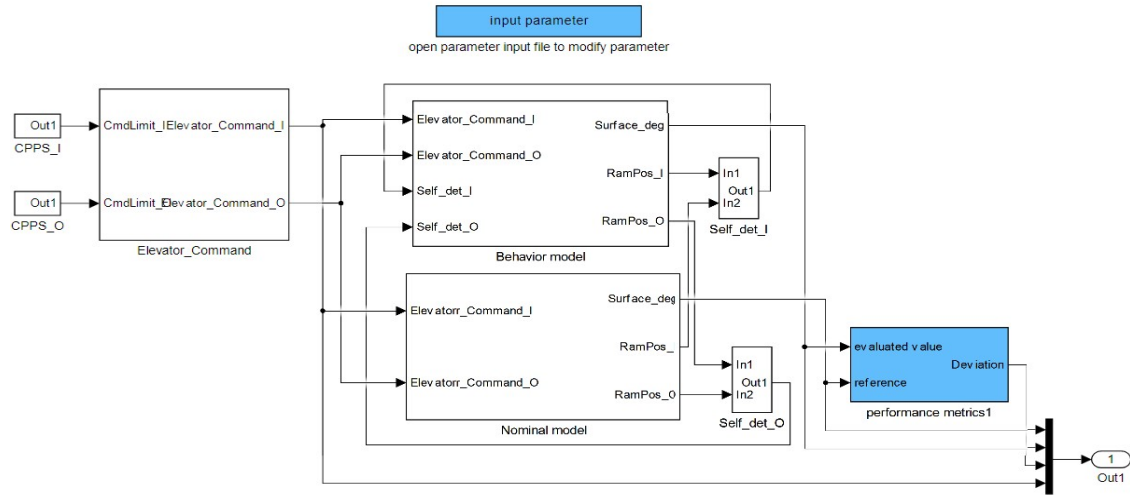 input parameter
open parameter input file to modify parameter
Out1
CPPS_I
Out1
CPPS_O
CmdLimit_I
Elevator_Command_I
CmdLimit_O
Elevator_Command_O
Elevator_Command
Elevator_Command_I
Elevator_Command_O
Self_det_I
Self_det_O
Surface_deg
RamPos_I
RamPos_O
Behavior model
In1
In2
Out1
Self_det_I
Elevatorr_Command_I
Elevatorr_Command_O
Surface_deg
RamPos_
RamPos_0
Nominal model
In1
In2
Out1
Self_det_O
evaluated value
reference
Deviation
performance metrics1
1
Out1